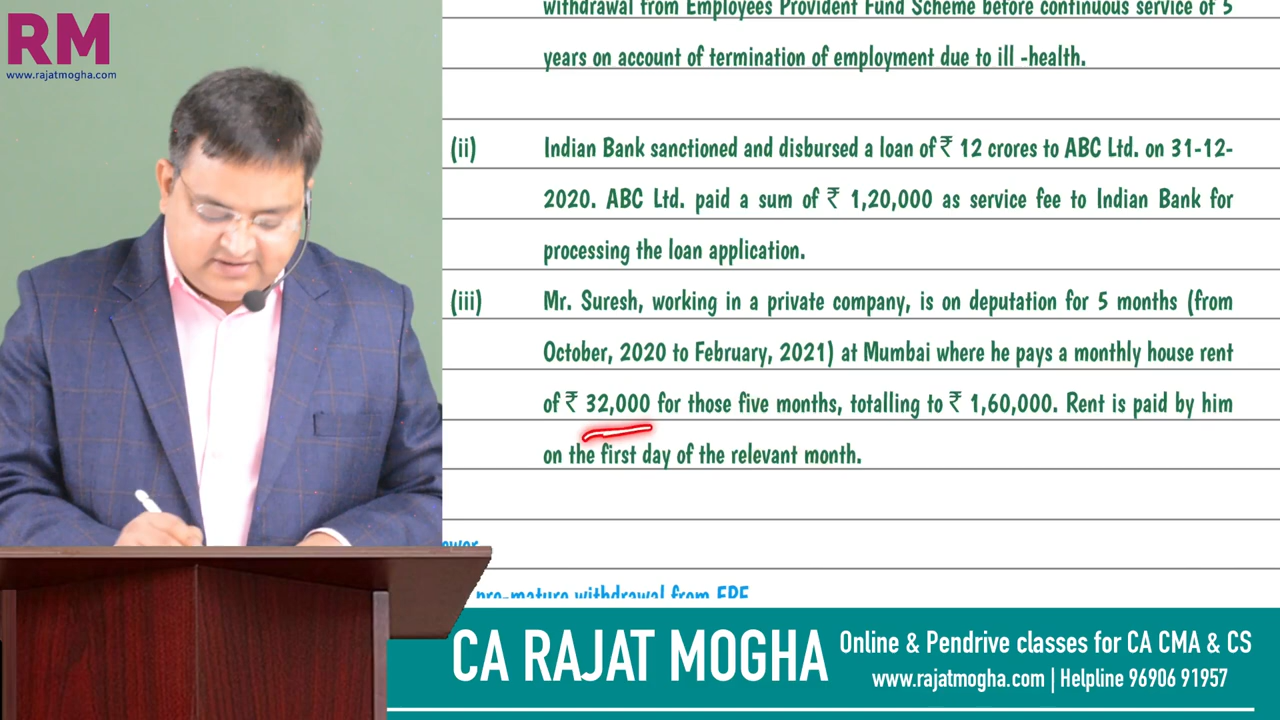 RM
www.rajatmogha.com
withdrawal from Employees Provident Fund Scheme before continuous service of 5
years on account of termination of employment due to ill -health.
(ii) Indian Bank sanctioned and disbursed a loan of ₹ 12 crores to ABC Ltd. on 31-12-
2020. ABC Ltd. paid a sum of ₹ 1,20,000 as service fee to Indian Bank for
processing the loan application.
(iii) Mr. Suresh, working in a private company, is on deputation for 5 months (from
October, 2020 to February, 2021) at Mumbai where he pays a monthly house rent
of ₹ 32,000 for those five months, totalling to ₹ 1,60,000. Rent is paid by him
on the first day of the relevant month.
pre-mature withdrawal from EPF
CA RAJAT MOGHA
Online & Pendrive classes for CA CMA & CS
www.rajatmogha.com | Helpline 96906 91957